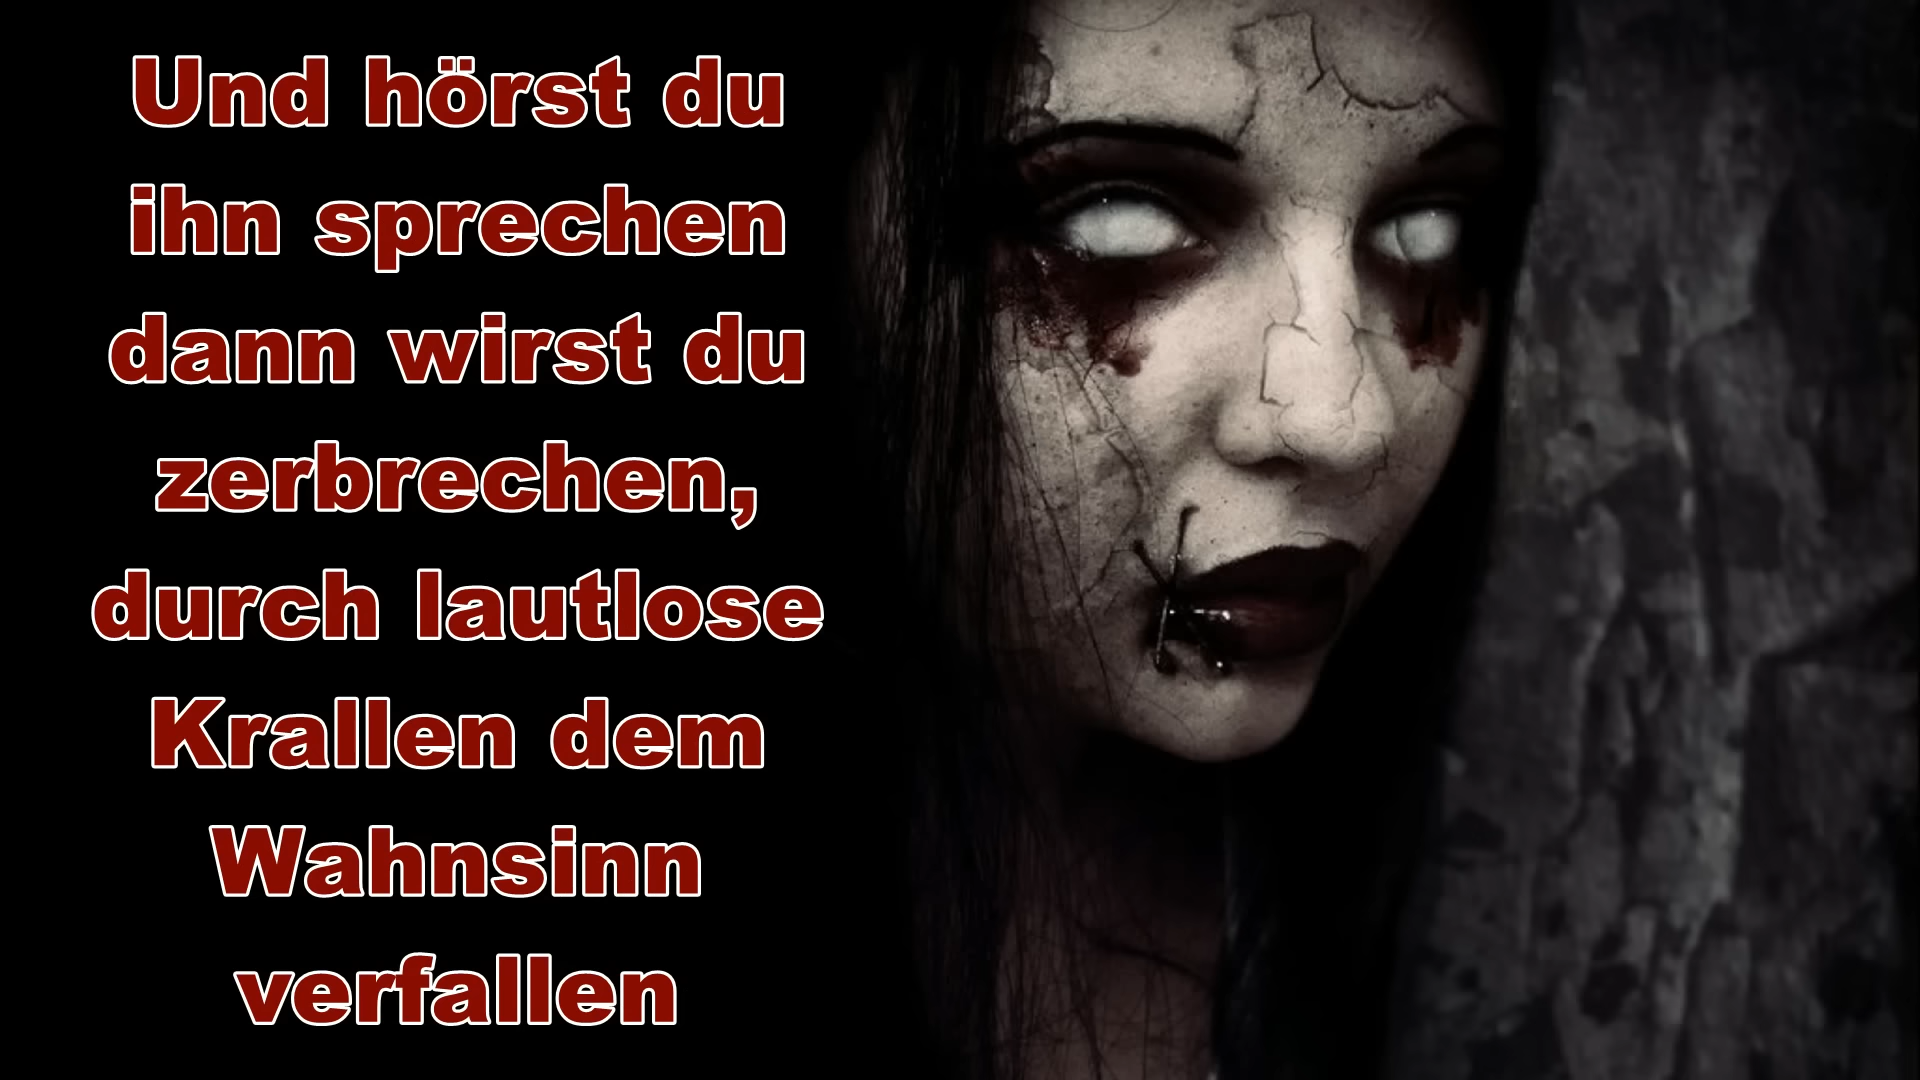 Und hörst du
ihn sprechen
dann wirst du
zerbrechen,
durch lautlose
Krallen dem
Wahnsinn
verfallen